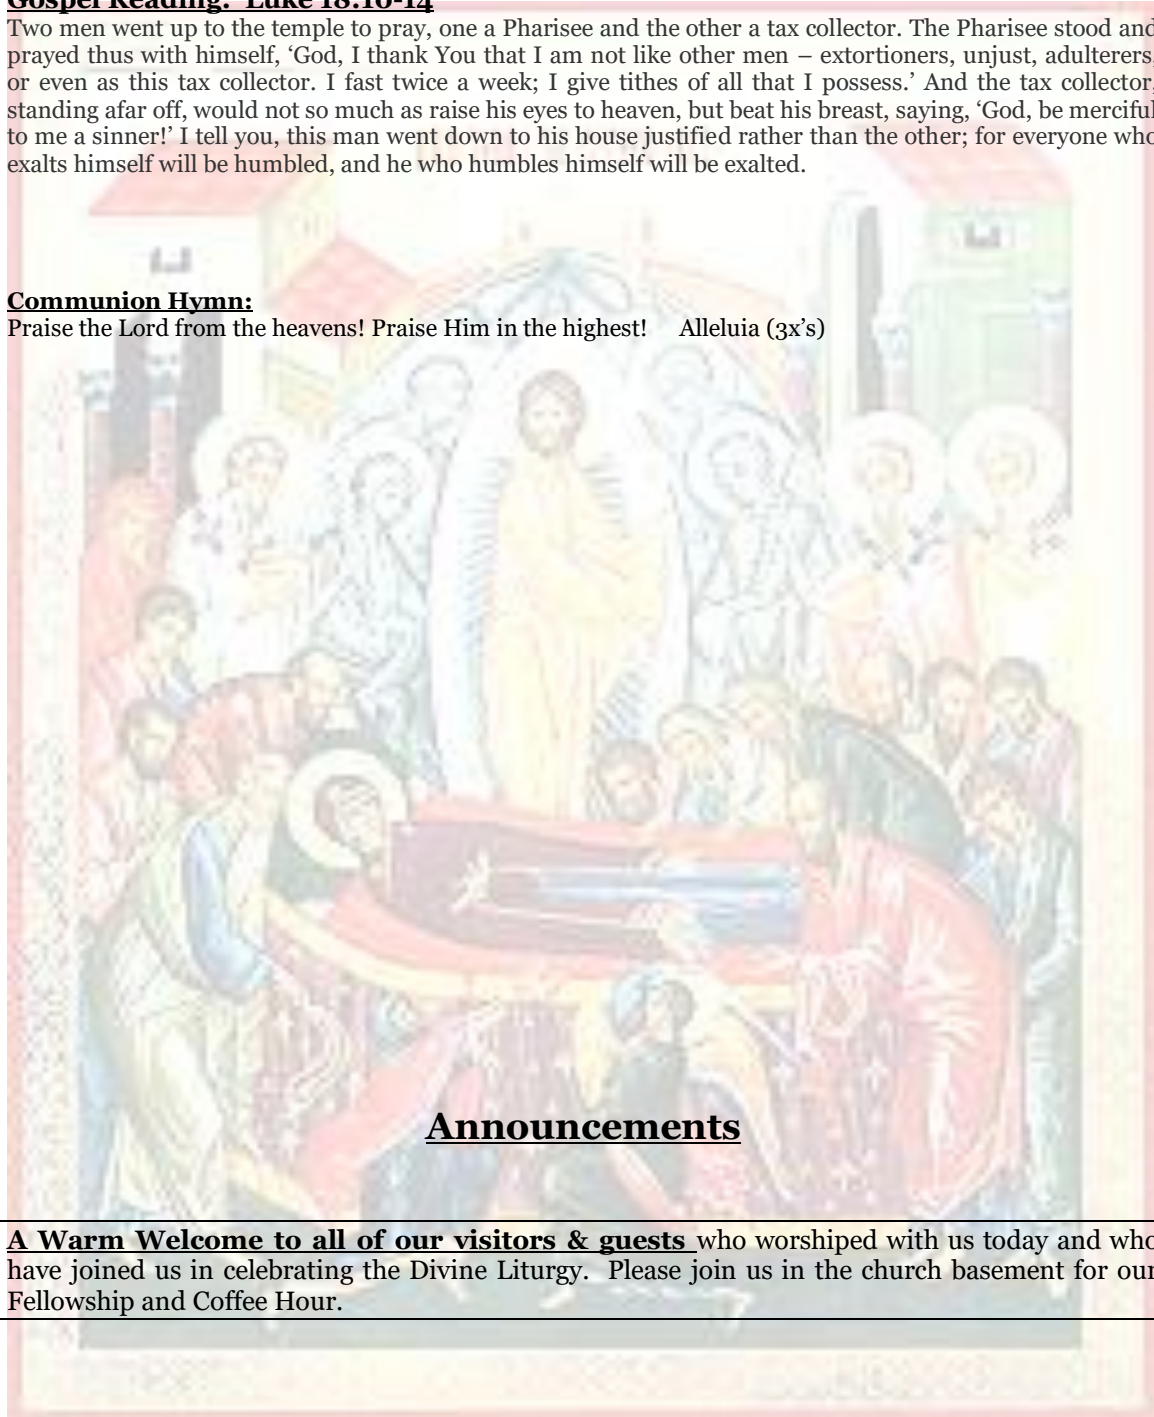 Gospel Reading: Luke 18:10-14
Two men went up to the temple to pray, one a Pharisee and the other a tax collector. The Pharisee stood and
prayed thus with himself, ‘God, I thank You that I am not like other men – extortioners, unjust, adulterers,
or even as this tax collector. I fast twice a week; I give tithes of all that I possess.’ And the tax collector,
standing afar off, would not so much as raise his eyes to heaven, but beat his breast, saying, ‘God, be merciful
to me a sinner!’ I tell you, this man went down to his house justified rather than the other; for everyone who
exalts himself will be humbled, and he who humbles himself will be exalted.
Communion Hymn:
Praise the Lord from the heavens! Praise Him in the highest! Alleluia (3x’s)
Announcements
A Warm Welcome to all of our visitors & guests who worshiped with us today and who
have joined us in celebrating the Divine Liturgy. Please join us in the church basement for our
Fellowship and Coffee Hour.